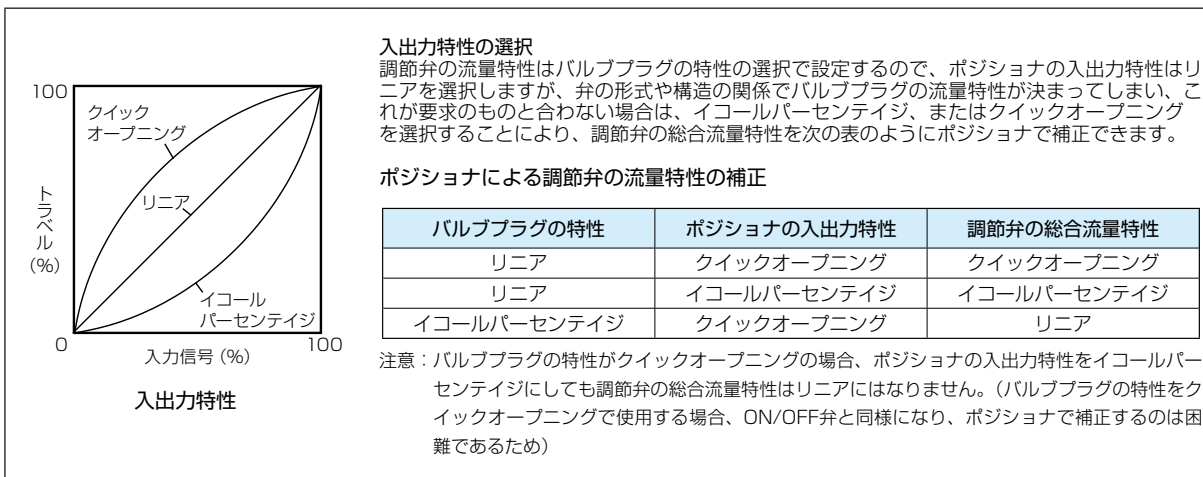 100
クイック
オープニング
リニア
トラベル
(%)
イコール
パーセンテイジ
0
入力信号 (%)
100
入出力特性
入出力特性の選択
調節弁の流量特性はバルブプラグの特性の選択で設定するので、ポジショナの入出力特性はリ
ニアを選択しますが、弁の形式や構造の関係でバルブプラグの流量特性が決まってしまい、こ
れが要求のものと合わない場合は、イコールパーセンテイジ、またはクイックオープニング
を選択することにより、調節弁の総合流量特性を次の表のようにポジショナで補正できます。
ポジショナによる調節弁の流量特性の補正
バルブプラグの特性 ポジショナの入出力特性 調節弁の総合流量特性
リニア クイックオープニング クイックオープニング
リニア イコールパーセンテイジ イコールパーセンテイジ
イコールパーセンテイジ クイックオープニング リニア
注意：バルブプラグの特性がクイックオープニングの場合、ポジショナの入出力特性をイコールパー
センテイジにしても調節弁の総合流量特性はリニアにはなりません。（バルブプラグの特性をク
イックオープニングで使用する場合、ON/OFF弁と同様になり、ポジショナで補正するのは困
難であるため）